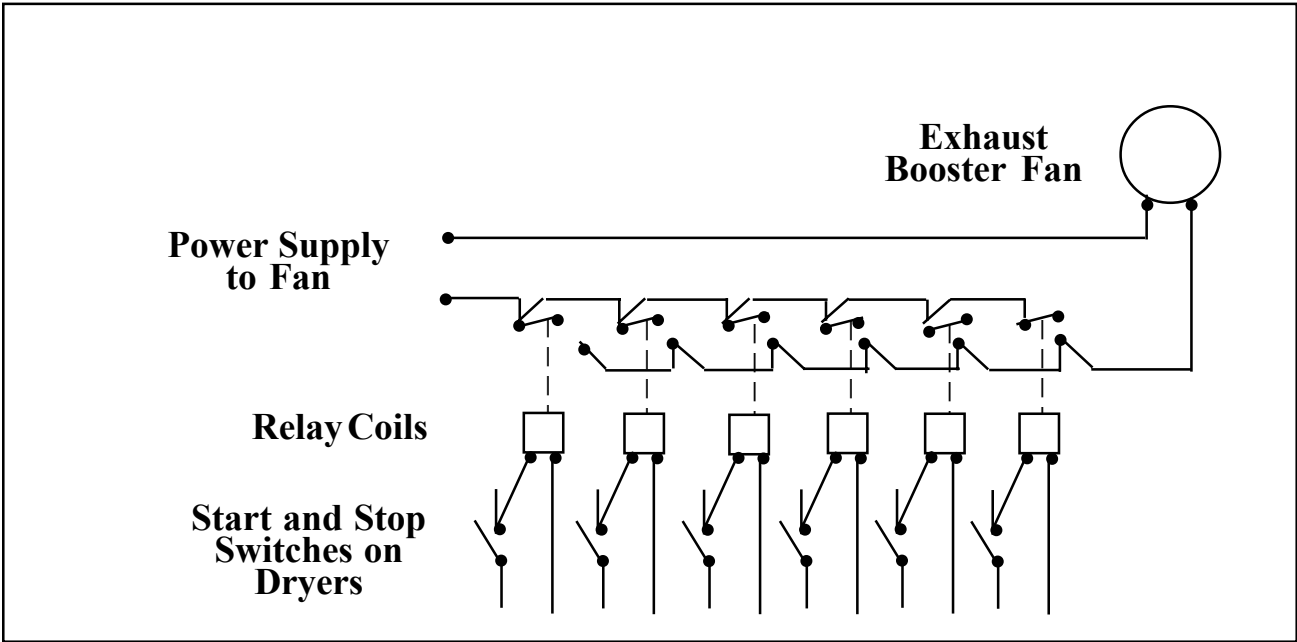 Exhaust
Booster Fan
Power Supply
to Fan
Relay Coils
Start and Stop
Switches on
Dryers